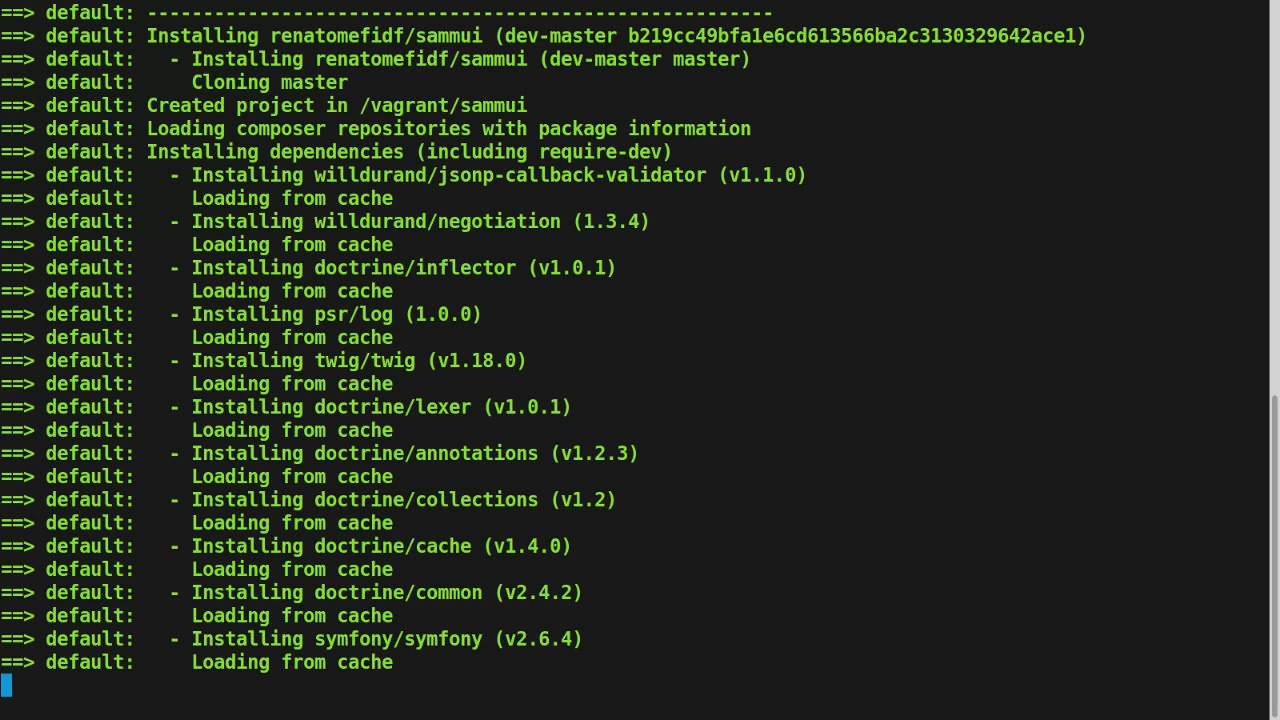 ==> default: --------------------------------------------------------
==> default: Installing renatomefidf/sammui (dev-master b219cc49bfa1e6cd613566ba2c3130329642ace1)
==> default:   - Installing renatomefidf/sammui (dev-master master)
==> default:     Cloning master
==> default: Created project in /vagrant/sammui
==> default: Loading composer repositories with package information
==> default: Installing dependencies (including require-dev)
==> default:   - Installing willdurand/jsonp-callback-validator (v1.1.0)
==> default:     Loading from cache
==> default:   - Installing willdurand/negotiation (1.3.4)
==> default:     Loading from cache
==> default:   - Installing doctrine/inflector (v1.0.1)
==> default:     Loading from cache
==> default:   - Installing psr/log (1.0.0)
==> default:     Loading from cache
==> default:   - Installing twig/twig (v1.18.0)
==> default:     Loading from cache
==> default:   - Installing doctrine/lexer (v1.0.1)
==> default:     Loading from cache
==> default:   - Installing doctrine/annotations (v1.2.3)
==> default:     Loading from cache
==> default:   - Installing doctrine/collections (v1.2)
==> default:     Loading from cache
==> default:   - Installing doctrine/cache (v1.4.0)
==> default:     Loading from cache
==> default:   - Installing doctrine/common (v2.4.2)
==> default:     Loading from cache
==> default:   - Installing symfony/symfony (v2.6.4)
==> default:     Loading from cache